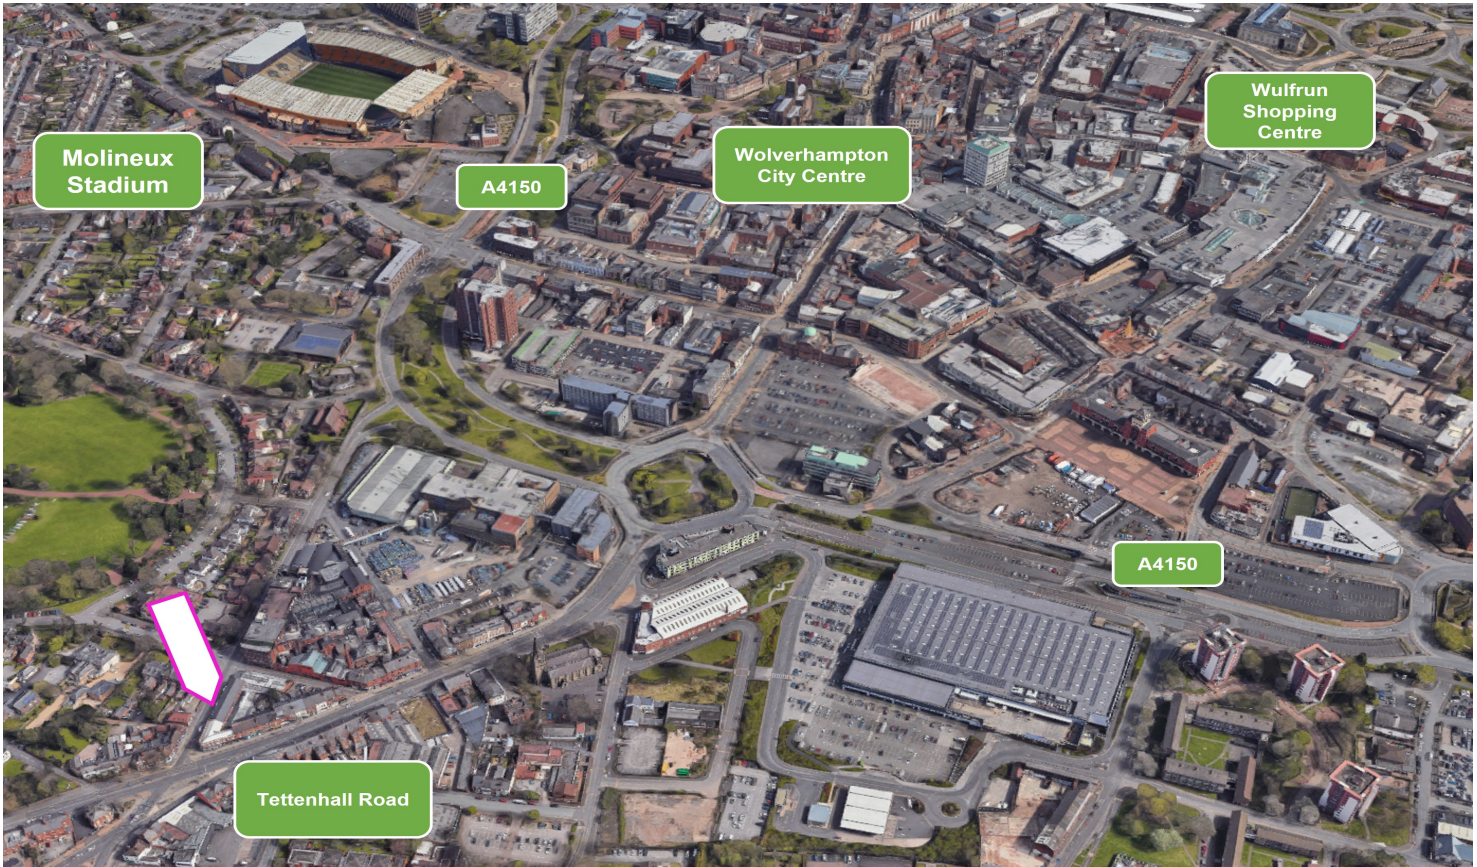 Wulfrun
Shopping
Centre
Molineux
Stadium
Wolverhampton
City Centre
A4150
A4150
Tettenhall Road